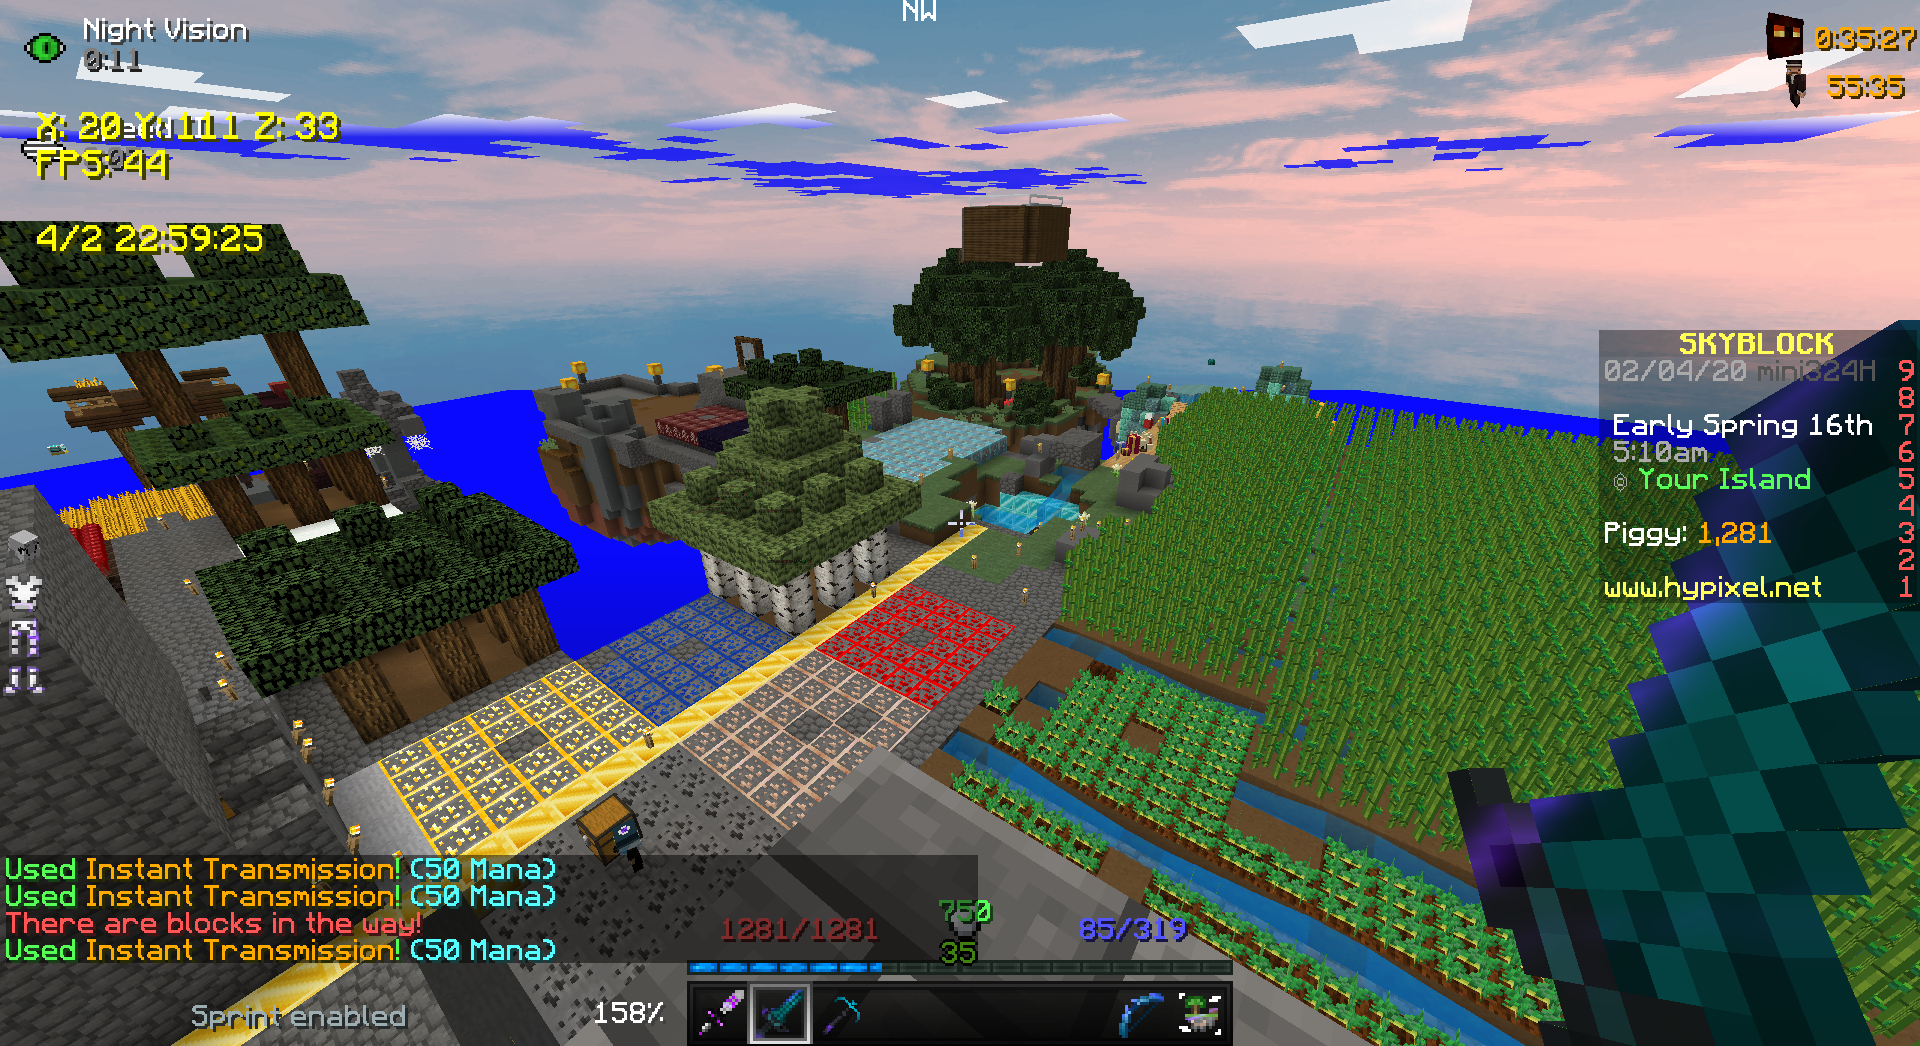 NW
Night Vision
0:11
0:35:27
55:35
X: 20 Y: 111 Z: 33
FPS: 44
4/2 22:59:25
SKYBLOCK
02/04/20 mini324H 9
8
Early Spring 16th 7
5:10am 6
Your Island 5
4
Piggy: 1,281 3
2
www.hypixel.net 1
Used Instant Transmission! (50 Mana)
Used Instant Transmission! (50 Mana)
There are blocks in the way!
Used Instant Transmission! (50 Mana)
1281/1281 750 85/319
35
Sprint enabled
158%